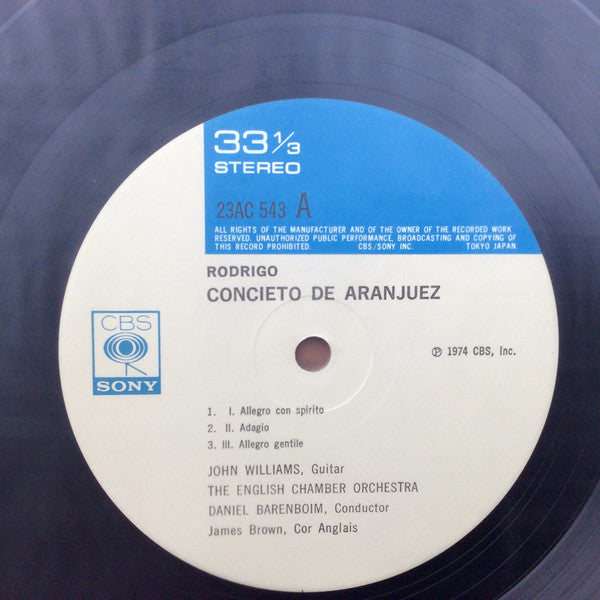 33 1/3
STEREO
23AC 543 A
ALL RIGHTS OF THE MANUFACTURER AND OF THE OWNER OF THE RECORDED WORK
RESERVED. UNAUTHORIZED PUBLIC PERFORMANCE, BROADCASTING AND COPYING OF
THIS RECORD PROHIBITED. CBS/SONY INC. TOKYO JAPAN.
RODRIGO
CONCIETO DE ARANJUEZ
CBS
SONY
℗ 1974 CBS, Inc.
1. I. Allegro con spirito
2. II. Adagio
3. III. Allegro gentile
JOHN WILLIAMS, Guitar
THE ENGLISH CHAMBER ORCHESTRA
DANIEL BARENBOIM, Conductor
James Brown, Cor Anglais